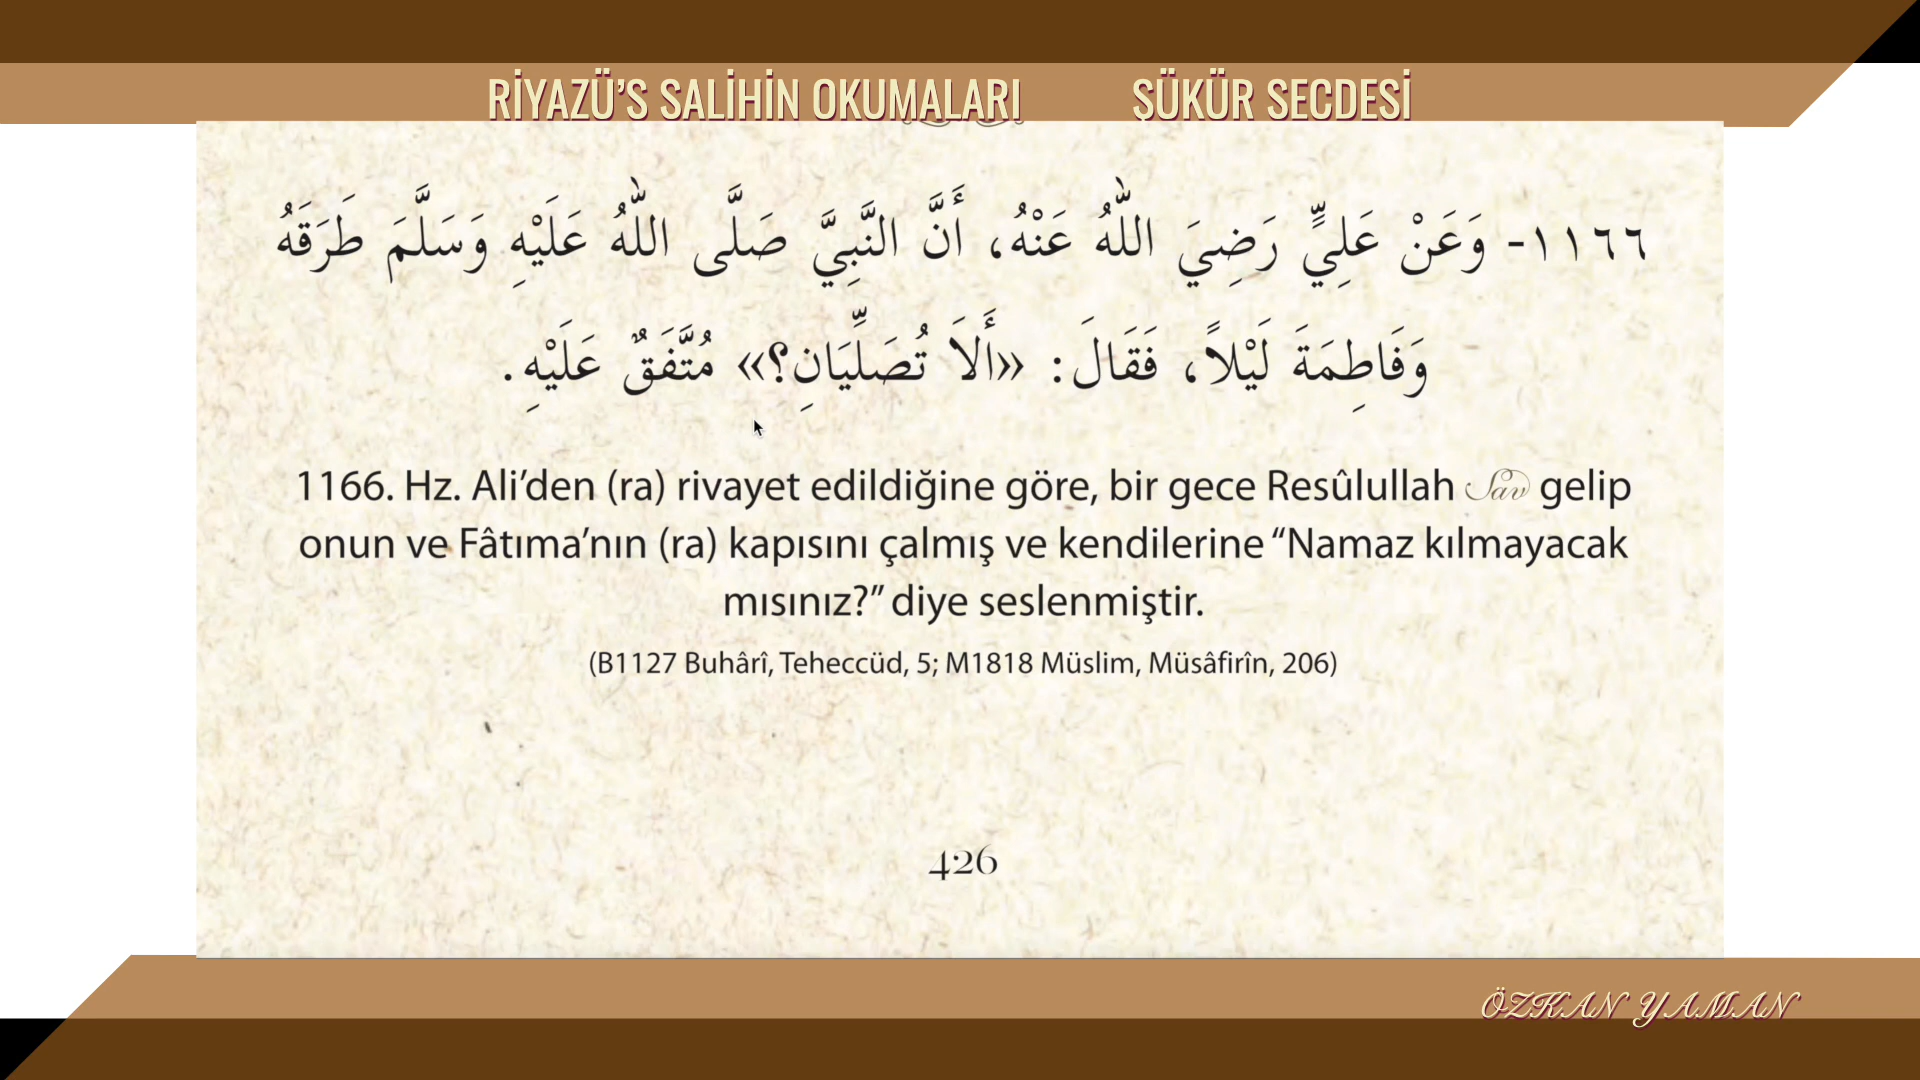 RİYAZÜ'S SALİHİN OKUMALARI ŞÜKÜR SECDESİ
١١٦٦- وَعَنْ عَلِيٍّ رَضِيَ اللّٰهُ عَنْهُ، أَنَّ النَّبِيَّ صَلَّى اللّٰهُ عَلَيْهِ وَسَلَّمَ طَرَقَهُ
وَفَاطِمَةَ لَيْلاً، فَقَالَ: «أَلاَ تُصَلِّيَانِ؟» مُتَّفَقٌ عَلَيْهِ.
1166. Hz. Ali’den (ra) rivayet edildiğine göre, bir gece Resûlullah Sav gelip
onun ve Fâtıma’nın (ra) kapısını çalmış ve kendilerine “Namaz kılmayacak
mısınız?” diye seslenmiştir.
(B1127 Buhârî, Teheccüd, 5; M1818 Müslim, Müsâfirîn, 206)
426
ÖZKAN YAMAN